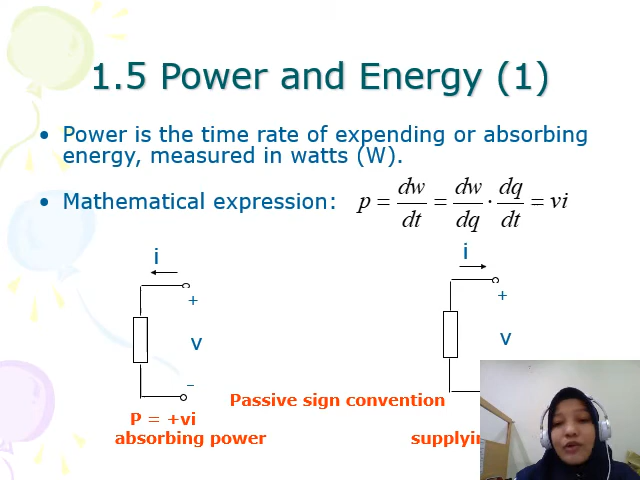 1.5 Power and Energy (1)
• Power is the time rate of expending or absorbing
energy, measured in watts (W).
• Mathematical expression: p = dw/dt = dw/dq · dq/dt = vi
i
+
v
–
P = +vi
absorbing power
Passive sign convention
i
+
v